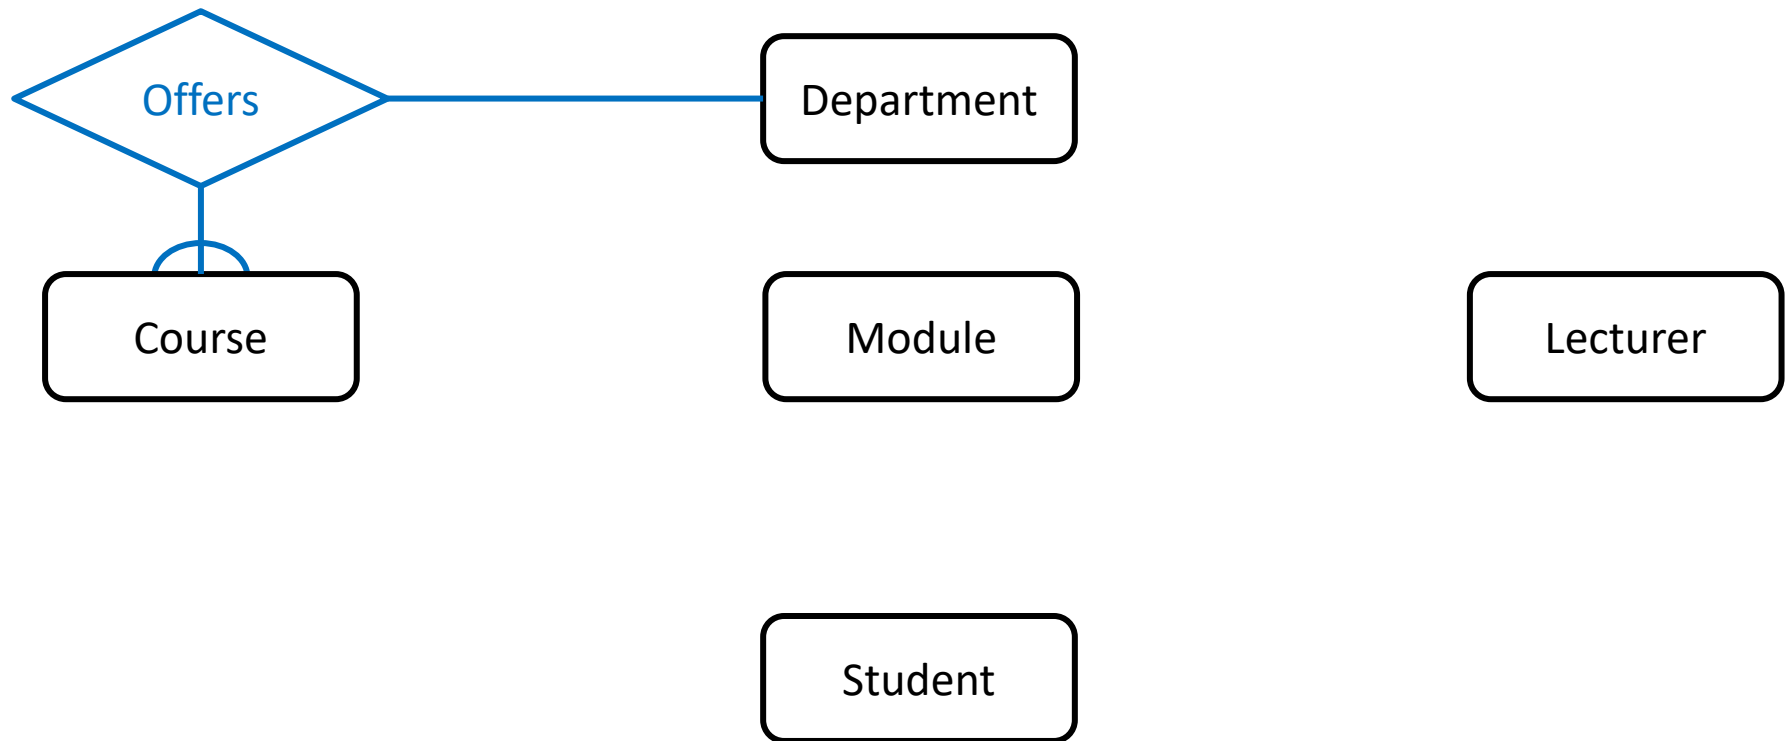 Offers
Department
Course
Module
Lecturer
Student